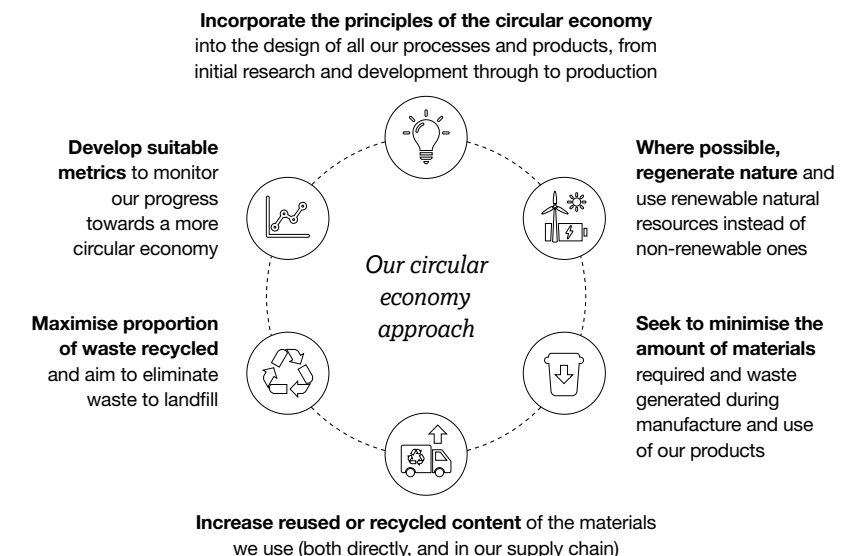 Incorporate the principles of the circular economy
into the design of all our processes and products, from
initial research and development through to production
Where possible,
regenerate nature and
use renewable natural
resources instead of
non-renewable ones
Seek to minimise the
amount of materials
required and waste
generated during
manufacture and use
of our products
Increase reused or recycled content of the materials
we use (both directly, and in our supply chain)
Maximise proportion
of waste recycled
and aim to eliminate
waste to landfill
Develop suitable
metrics to monitor
our progress
towards a more
circular economy
Our circular
economy
approach